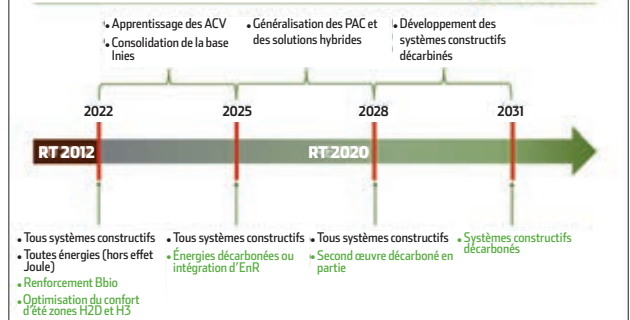 • Apprentissage des ACV
• Consolidation de la base
Inies
• Généralisation des PAC et
des solutions hybrides
• Développement des
systèmes constructifs
décarbinés
2022
2025
2028
2031
RT 2012
RT 2020
• Tous systèmes constructifs
• Toutes énergies (hors effet
Joule)
• Renforcement Bbio
• Optimisation du confort
d'été zones H2D et H3
• Tous systèmes constructifs
• Énergies décarbonées ou
intégration d'EnR
• Tous systèmes constructifs
• Second œuvre décarboné en
partie
• Systèmes constructifs
décarbonés